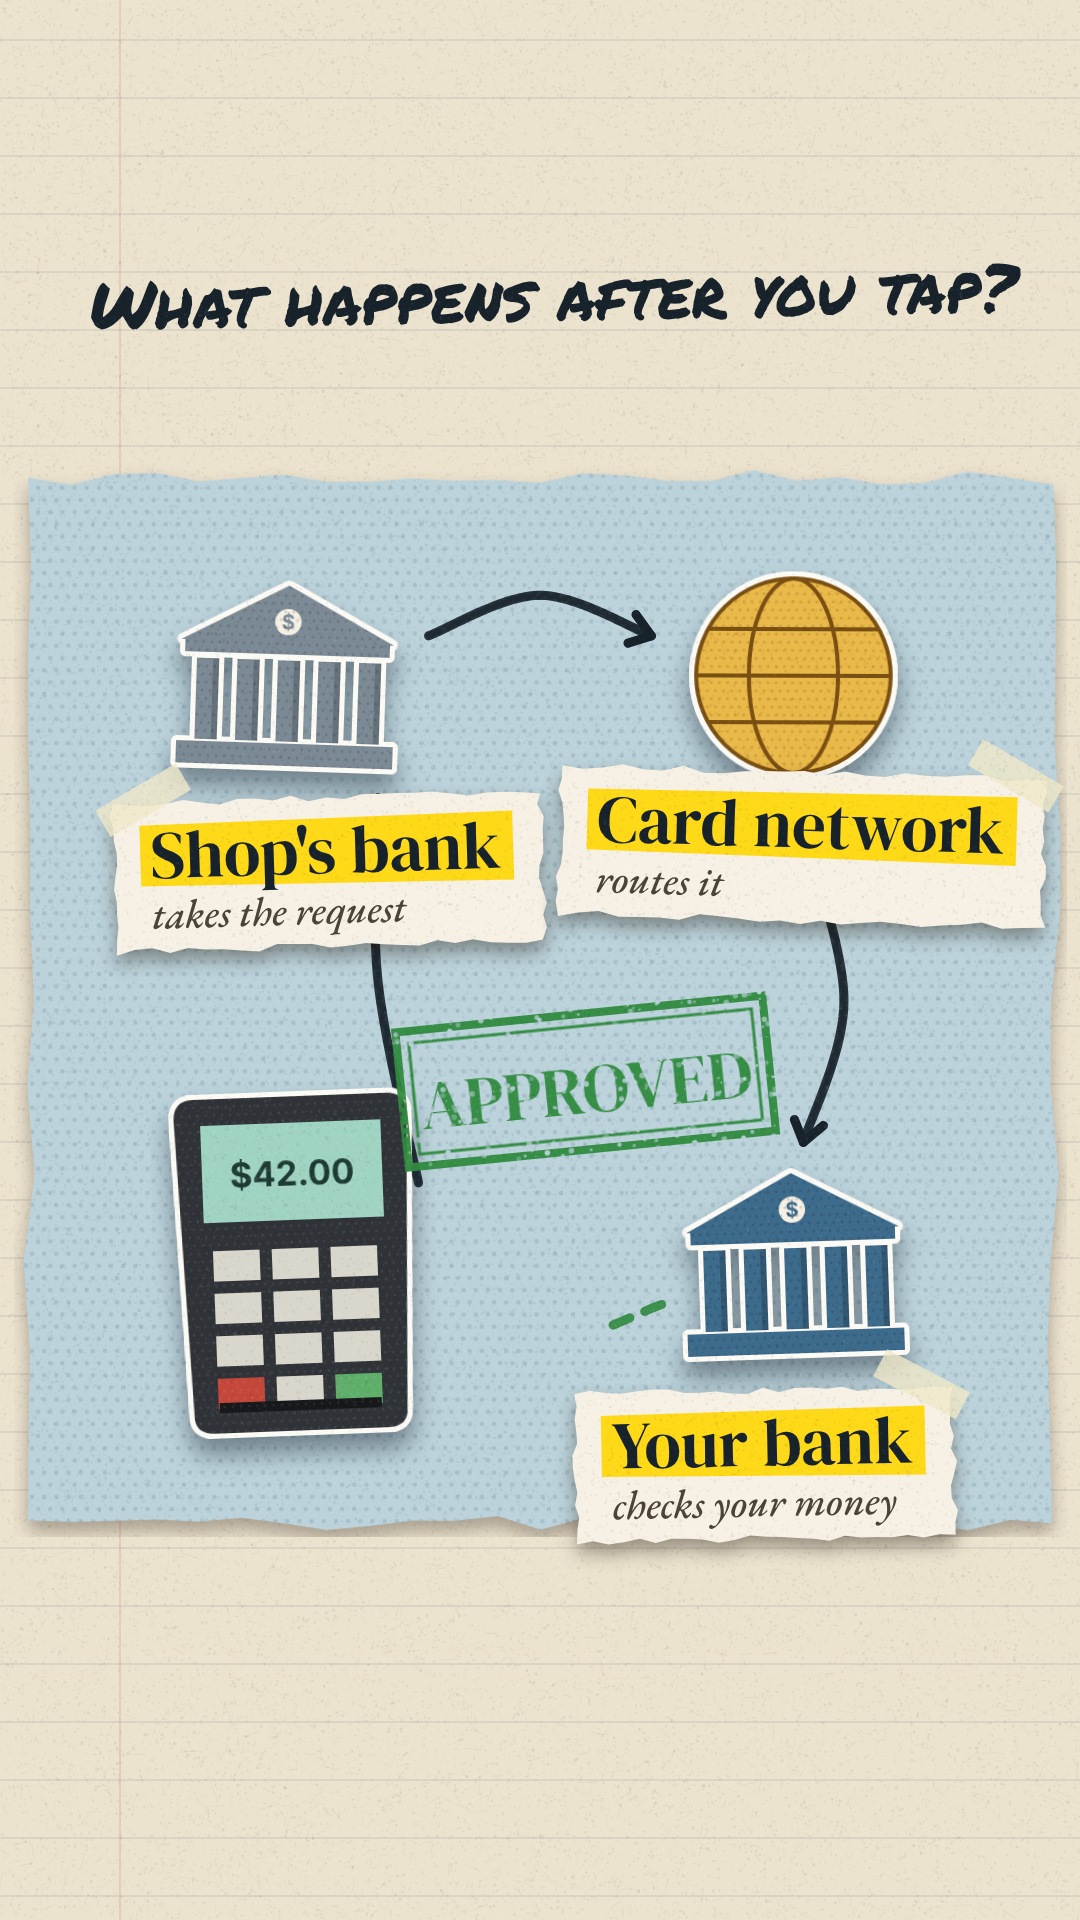 WHAT HAPPENS AFTER YOU TAP?
$
Shop's bank
takes the request
Card network
routes it
APPROVED
$42.00
$
Your bank
checks your money